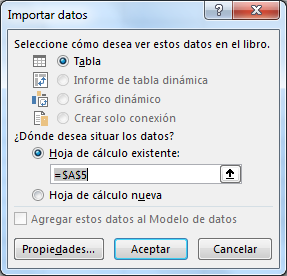 Importar datos
Seleccione cómo desea ver estos datos en el libro.
Tabla
Informe de tabla dinámica
Gráfico dinámico
Crear solo conexión
¿Dónde desea situar los datos?
Hoja de cálculo existente:
=$A$5
Hoja de cálculo nueva
Agregar estos datos al Modelo de datos
Propiedades... Aceptar Cancelar